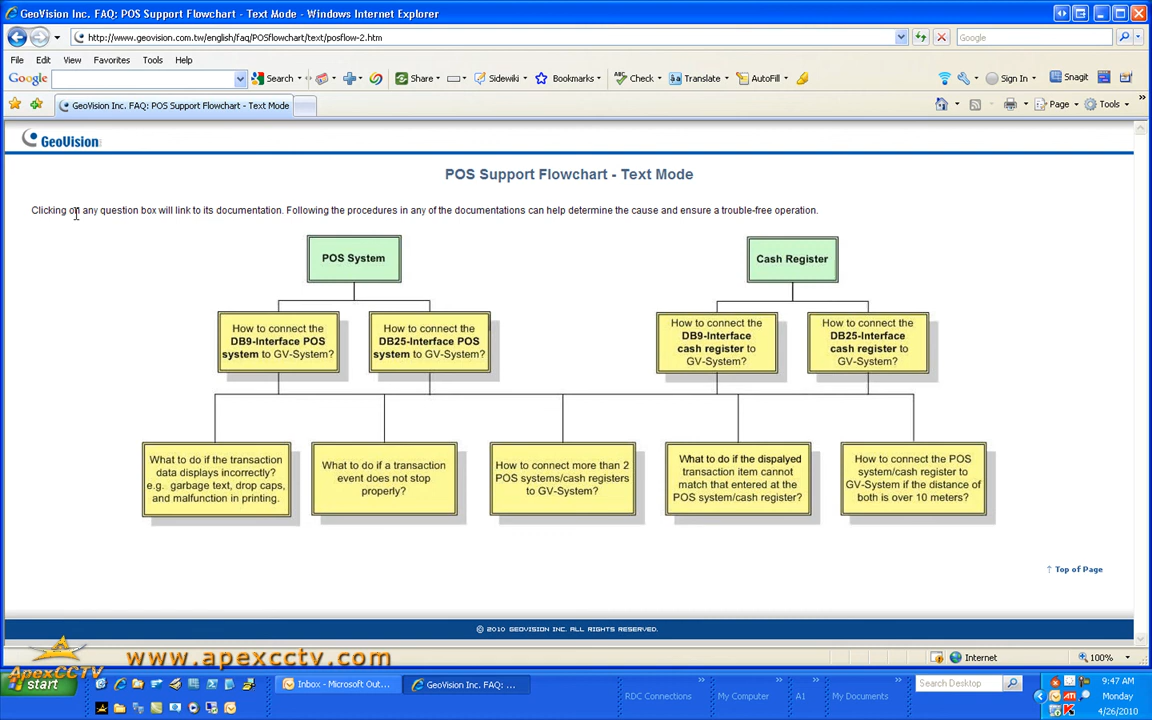 GeoVision Inc. FAQ: POS Support Flowchart - Text Mode - Windows Internet Explorer
http://www.geovision.com.tw/english/faq/POSflowchart/text/posflow-2.htm
Google
File Edit View Favorites Tools Help
Google Search Share Sidewiki Bookmarks Check Translate AutoFill Sign In Snagit
GeoVision Inc. FAQ: POS Support Flowchart - Text Mode
Page Tools
GeoVision
POS Support Flowchart - Text Mode
Clicking on any question box will link to its documentation. Following the procedures in any of the documentations can help determine the cause and ensure a trouble-free operation.
POS System
Cash Register
How to connect the
DB9-Interface POS
system to GV-System?
How to connect the
DB25-Interface POS
system to GV-System?
How to connect the
DB9-Interface
cash register to
GV-System?
How to connect the
DB25-Interface
cash register to
GV-System?
What to do if the transaction
data displays incorrectly?
e.g. garbage text, drop caps,
and malfunction in printing.
What to do if a transaction
event does not stop
properly?
How to connect more than 2
POS systems/cash registers
to GV-System?
What to do if the dispalyed
transaction item cannot
match that entered at the
POS system/cash register?
How to connect the POS
system/cash register to
GV-System if the distance of
both is over 10 meters?
↑ Top of Page
© 2010 GEOVISION INC. ALL RIGHTS RESERVED.
www.apexcctv.com
Internet 100%
ApexCCTV
start
Inbox - Microsoft Out...
GeoVision Inc. FAQ: ...
RDC Connections
My Computer
A1
My Documents
Search Desktop
9:47 AM
Monday
4/26/2010